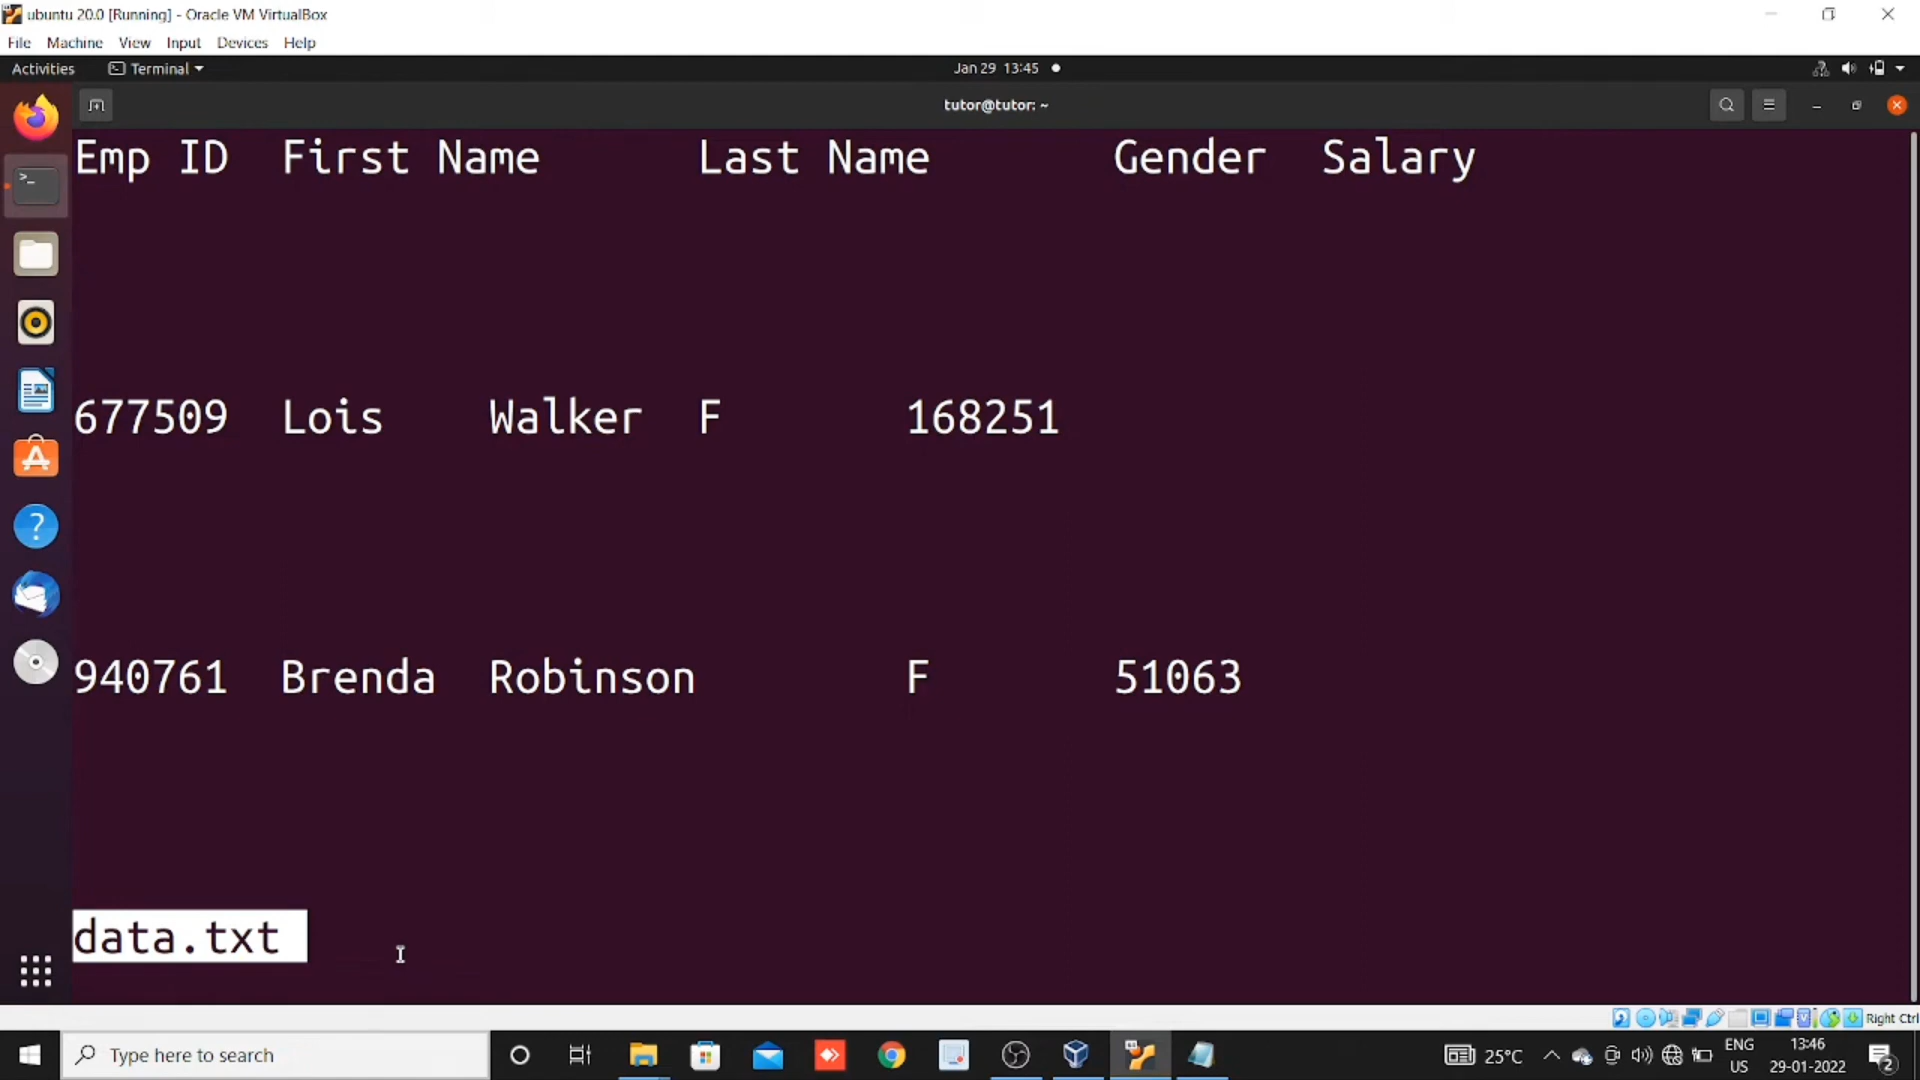 ubuntu 20.0 [Running] - Oracle VM VirtualBox
File Machine View Input Devices Help
Activities Terminal Jan 29 13:45
tutor@tutor: ~
Emp ID First Name Last Name Gender Salary
677509 Lois Walker F 168251
940761 Brenda Robinson F 51063
data.txt
Right Ctrl
Type here to search
25°C
ENG
US
13:46
29-01-2022
2